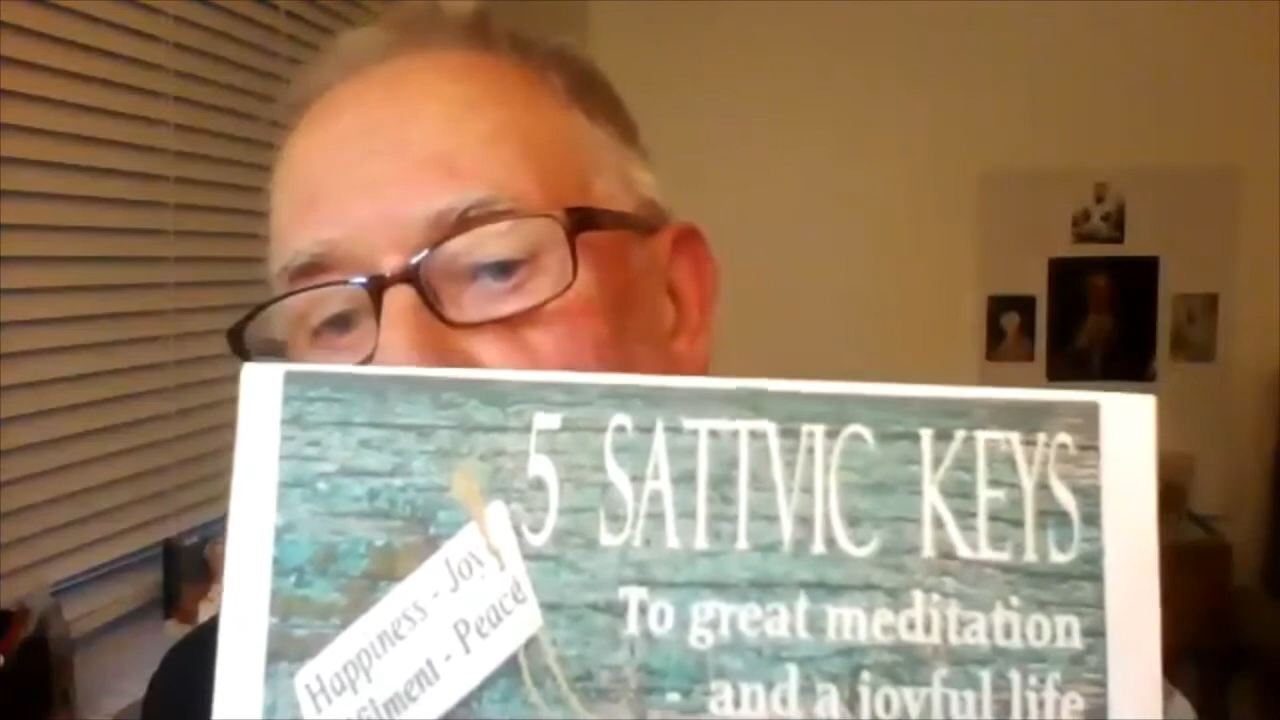 5 SATTVIC KEYS
To great meditation
- and a joyful life
Happiness - Joy
- Peace